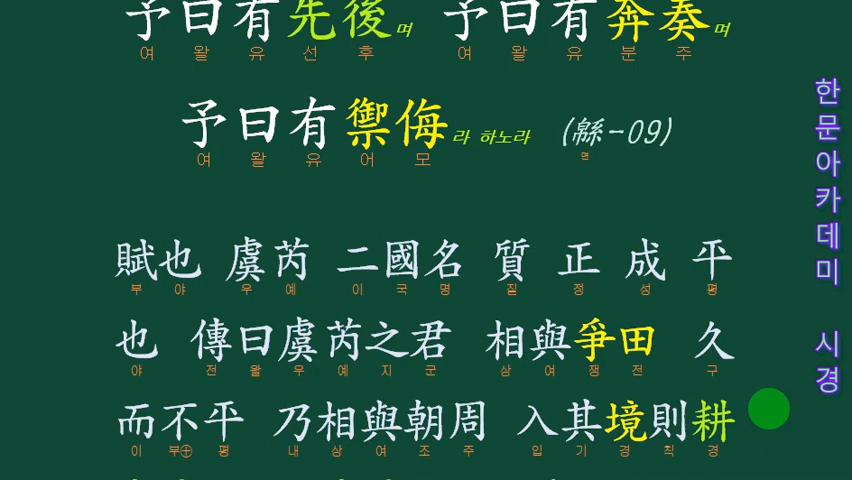 予曰有先後며 予曰有奔奏며
여 왈 유 선 후 여 왈 유 분 주
予曰有禦侮라 하노라 (緜-09)
여 왈 유 어 모 면
賦也 虞芮 二國名 質 正 成 平
부 야 우 예 이 국 명 질 정 성 평
也 傳曰虞芮之君 相與爭田 久
야 전 왈 우 예 지 군 상 여 쟁 전 구
而不平 乃相與朝周 入其境則耕
이 부㊉ 평 내 상 여 조 주 입 기 경 칙 경
한문아카데미 시경